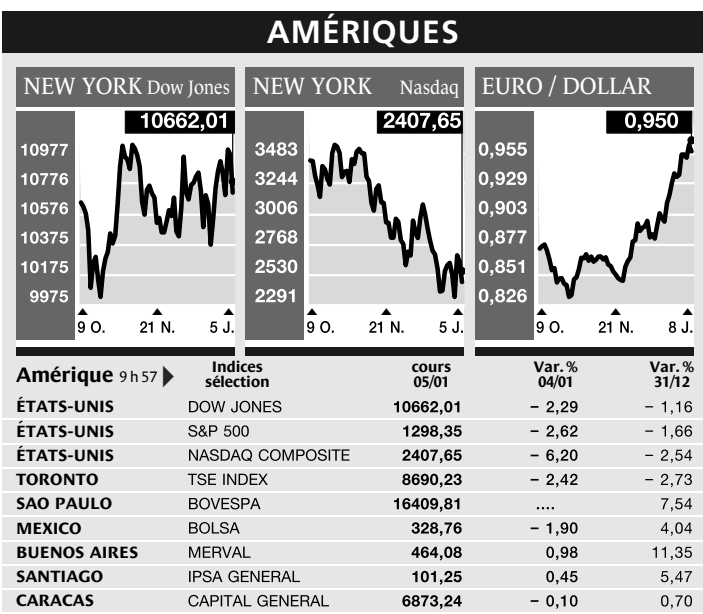 AMÉRIQUES
NEW YORK Dow Jones
10662,01
10977
10776
10576
10375
10175
9975
9 O. 21 N. 5 J.
NEW YORK Nasdaq
2407,65
3483
3244
3006
2768
2530
2291
9 O. 21 N. 5 J.
EURO / DOLLAR
0,950
0,955
0,929
0,903
0,877
0,851
0,826
9 O. 21 N. 8 J.
Amérique 9 h 57 Indices sélection cours 05/01 Var. % 04/01 Var. % 31/12
ÉTATS-UNIS DOW JONES 10662,01 – 2,29 – 1,16
ÉTATS-UNIS S&P 500 1298,35 – 2,62 – 1,66
ÉTATS-UNIS NASDAQ COMPOSITE 2407,65 – 6,20 – 2,54
TORONTO TSE INDEX 8690,23 – 2,42 – 2,73
SAO PAULO BOVESPA 16409,81 .... 7,54
MEXICO BOLSA 328,76 – 1,90 4,04
BUENOS AIRES MERVAL 464,08 0,98 11,35
SANTIAGO IPSA GENERAL 101,25 0,45 5,47
CARACAS CAPITAL GENERAL 6873,24 – 0,10 0,70